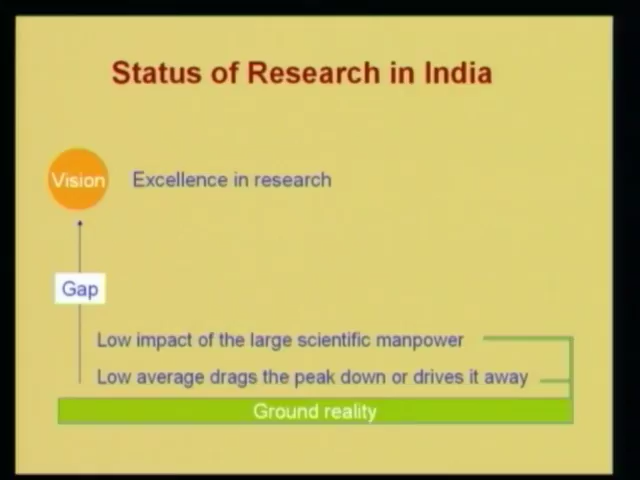 Status of Research in India
Vision
Excellence in research
Gap
Low impact of the large scientific manpower
Low average drags the peak down or drives it away
Ground reality